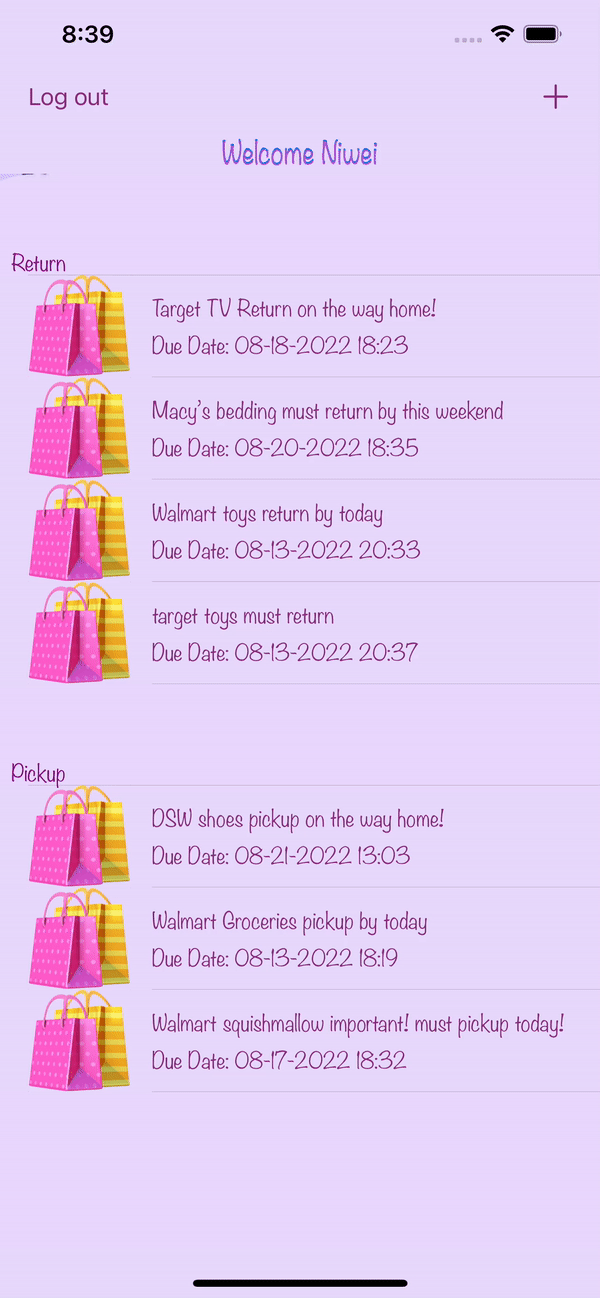 8:39
Log out
Welcome Niwei
Return
Target TV Return on the way home!
Due Date: 08-18-2022 18:23
Macy's bedding must return by this weekend
Due Date: 08-20-2022 18:35
Walmart toys return by today
Due Date: 08-13-2022 20:33
target toys must return
Due Date: 08-13-2022 20:37
Pickup
DSW shoes pickup on the way home!
Due Date: 08-21-2022 13:03
Walmart Groceries pickup by today
Due Date: 08-13-2022 18:19
Walmart squishmallow important! must pickup today!
Due Date: 08-17-2022 18:32